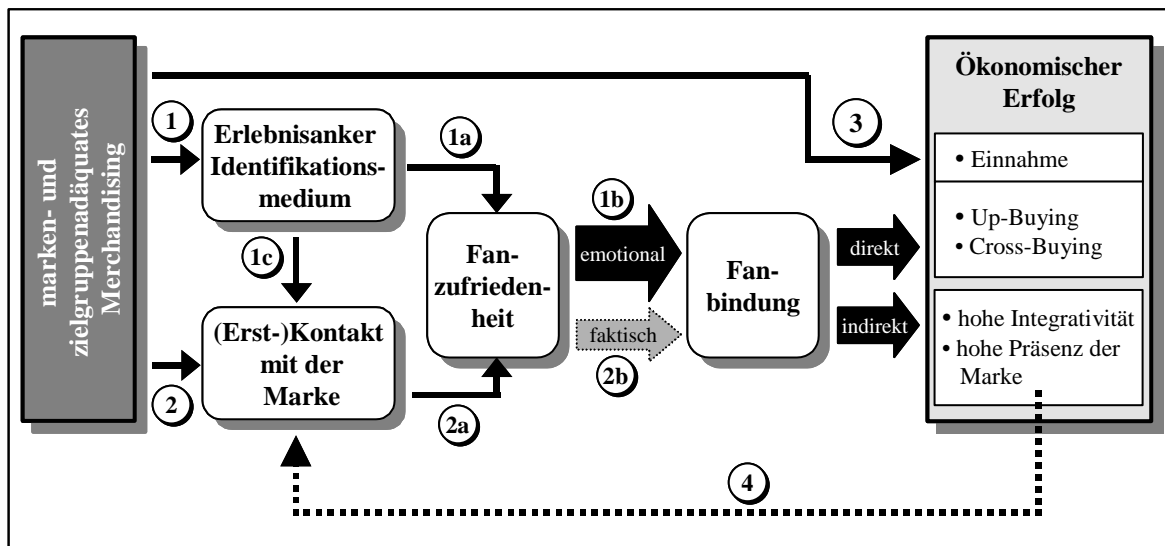 marken- und
zielgruppenadäquates
Merchandising
1
Erlebnisanker
Identifikations-
medium
1a
1c
2
(Erst-)Kontakt
mit der
Marke
2a
Fan-
zufrieden-
heit
1b
emotional
faktisch
2b
Fan-
bindung
3
direkt
indirekt
Ökonomischer
Erfolg
• Einnahme
• Up-Buying
• Cross-Buying
• hohe Integrativität
• hohe Präsenz der
Marke
4